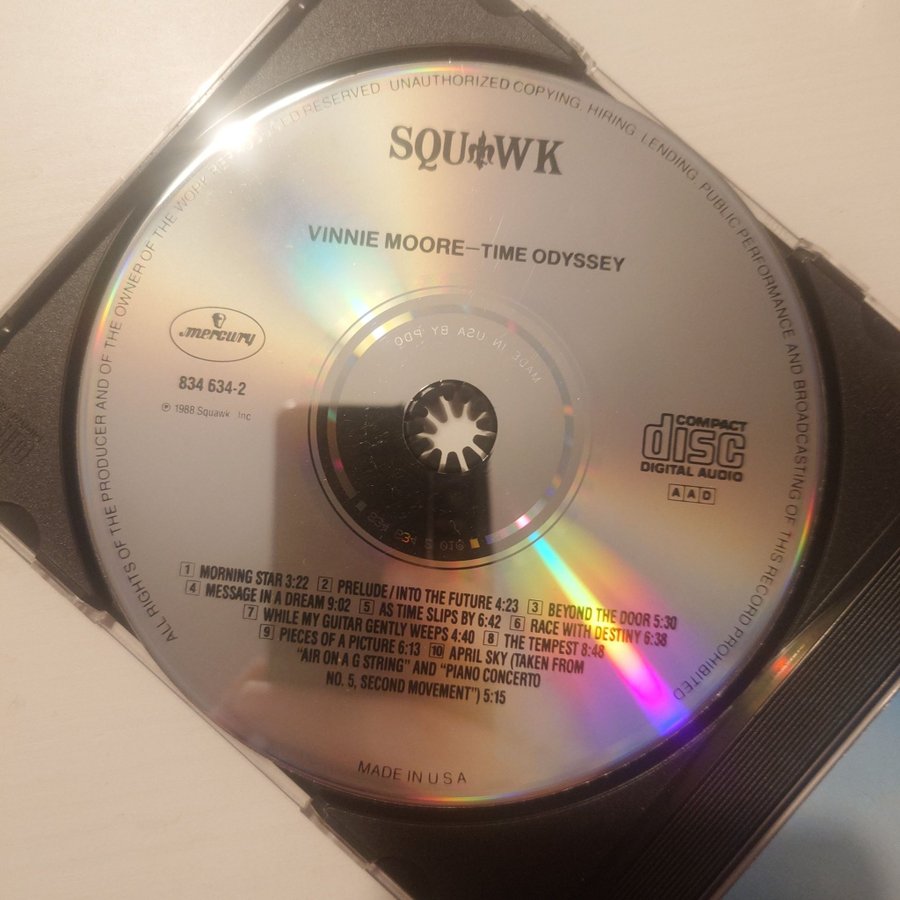 ALL RIGHTS OF THE PRODUCER AND OF THE OWNER OF THE WORK RESERVED UNAUTHORIZED COPYING HIRING LENDING PUBLIC PERFORMANCE AND BROADCASTING OF THIS RECORD PROHIBITED
SQUAWK
VINNIE MOORE—TIME ODYSSEY
mercury
834 634-2
℗ 1988 Squawk Inc
MADE IN USA BY PDO
COMPACT
disc
DIGITAL AUDIO
AAD
1 MORNING STAR 3:22 2 PRELUDE/INTO THE FUTURE 4:23 3 BEYOND THE DOOR 5:30
4 MESSAGE IN A DREAM 9:02 5 AS TIME SLIPS BY 6:42 6 RACE WITH DESTINY 6:38
7 WHILE MY GUITAR GENTLY WEEPS 4:40 8 THE TEMPEST 8:48
9 PIECES OF A PICTURE 6:13 10 APRIL SKY (TAKEN FROM
"AIR ON A G STRING" AND "PIANO CONCERTO
NO. 5, SECOND MOVEMENT") 5:15
MADE IN U S A